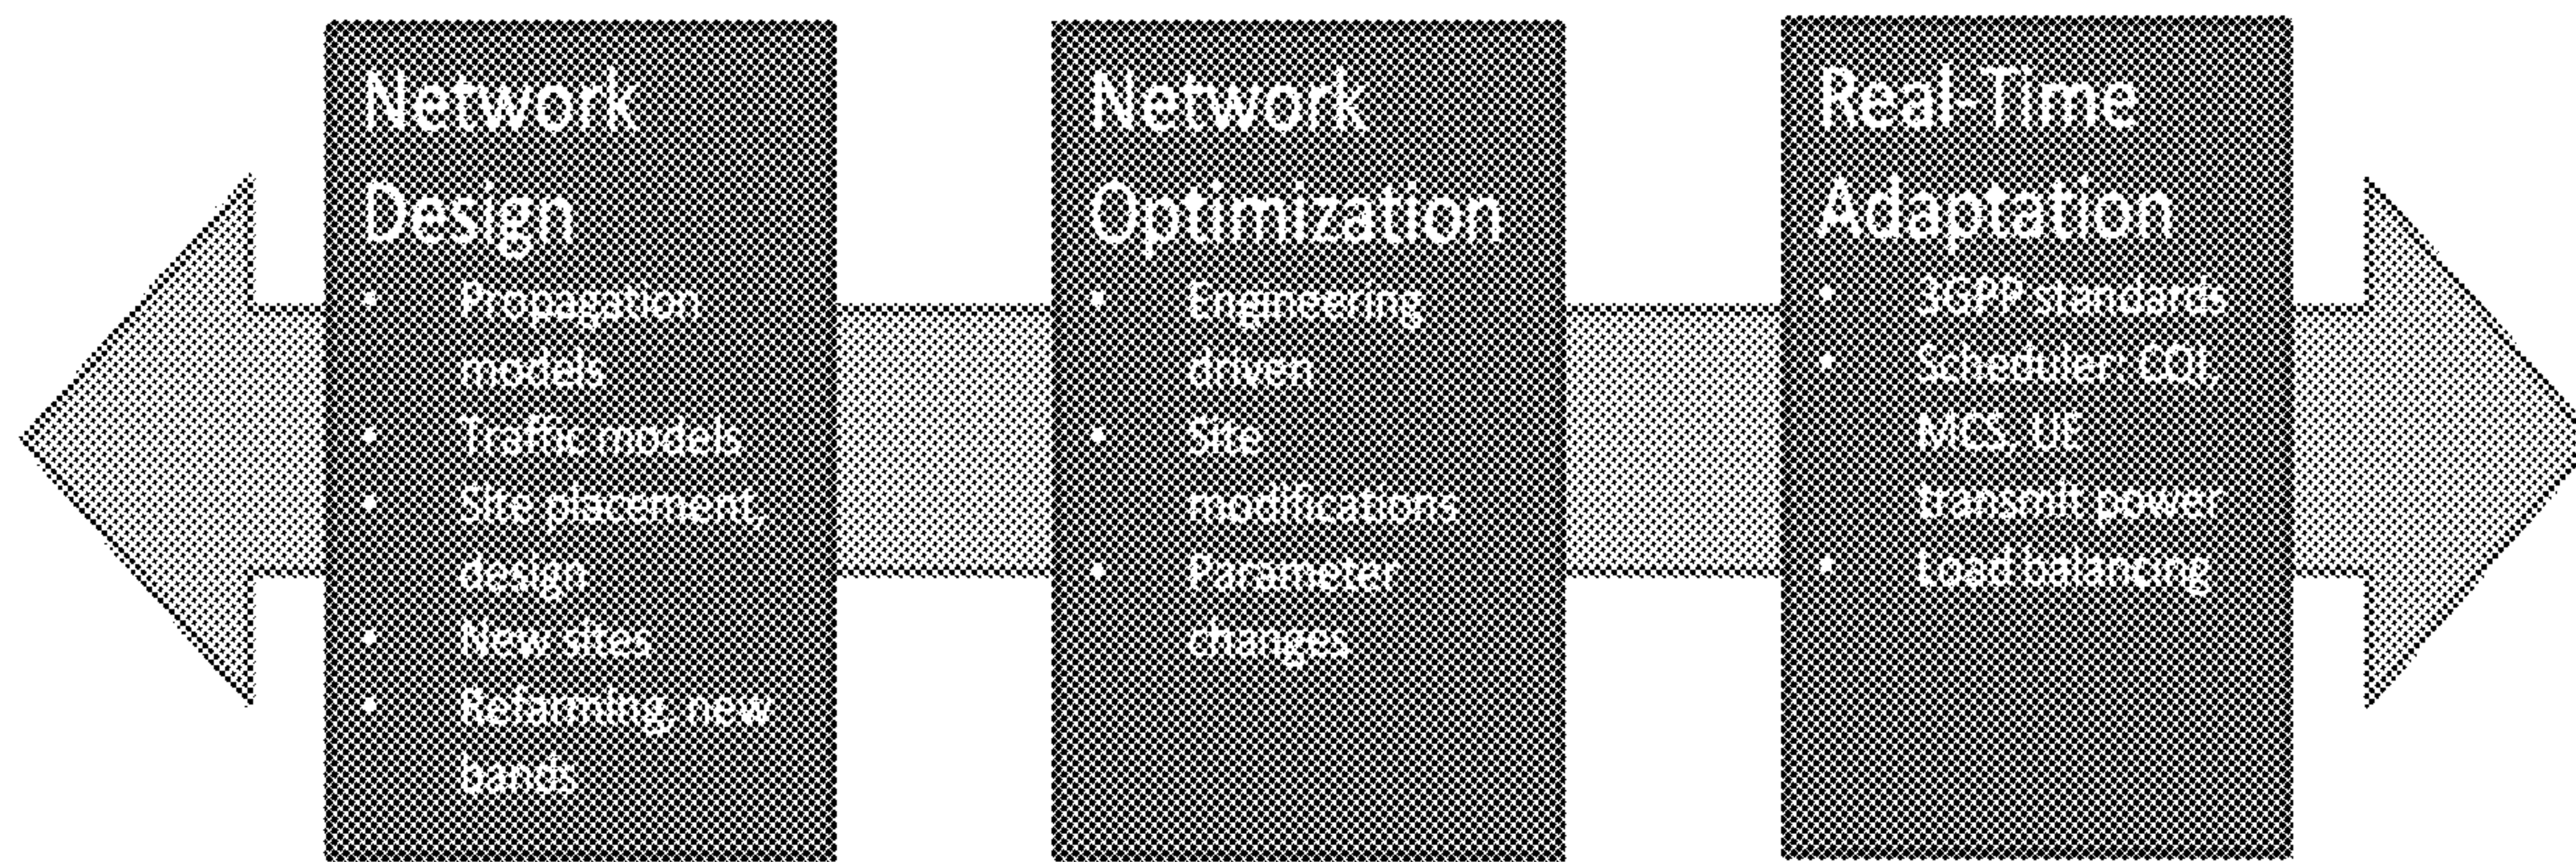 Network
Design
• Propagation
models
• Traffic models
• Site placement,
design
• New sites
• Refarming, new
bands
Network
Optimization
• Engineering
driven
• Site
modifications
• Parameter
changes
Real-Time
Adaptation
• 3GPP standards
• Scheduler: CQI,
MCS, UE
transmit power
• Load balancing